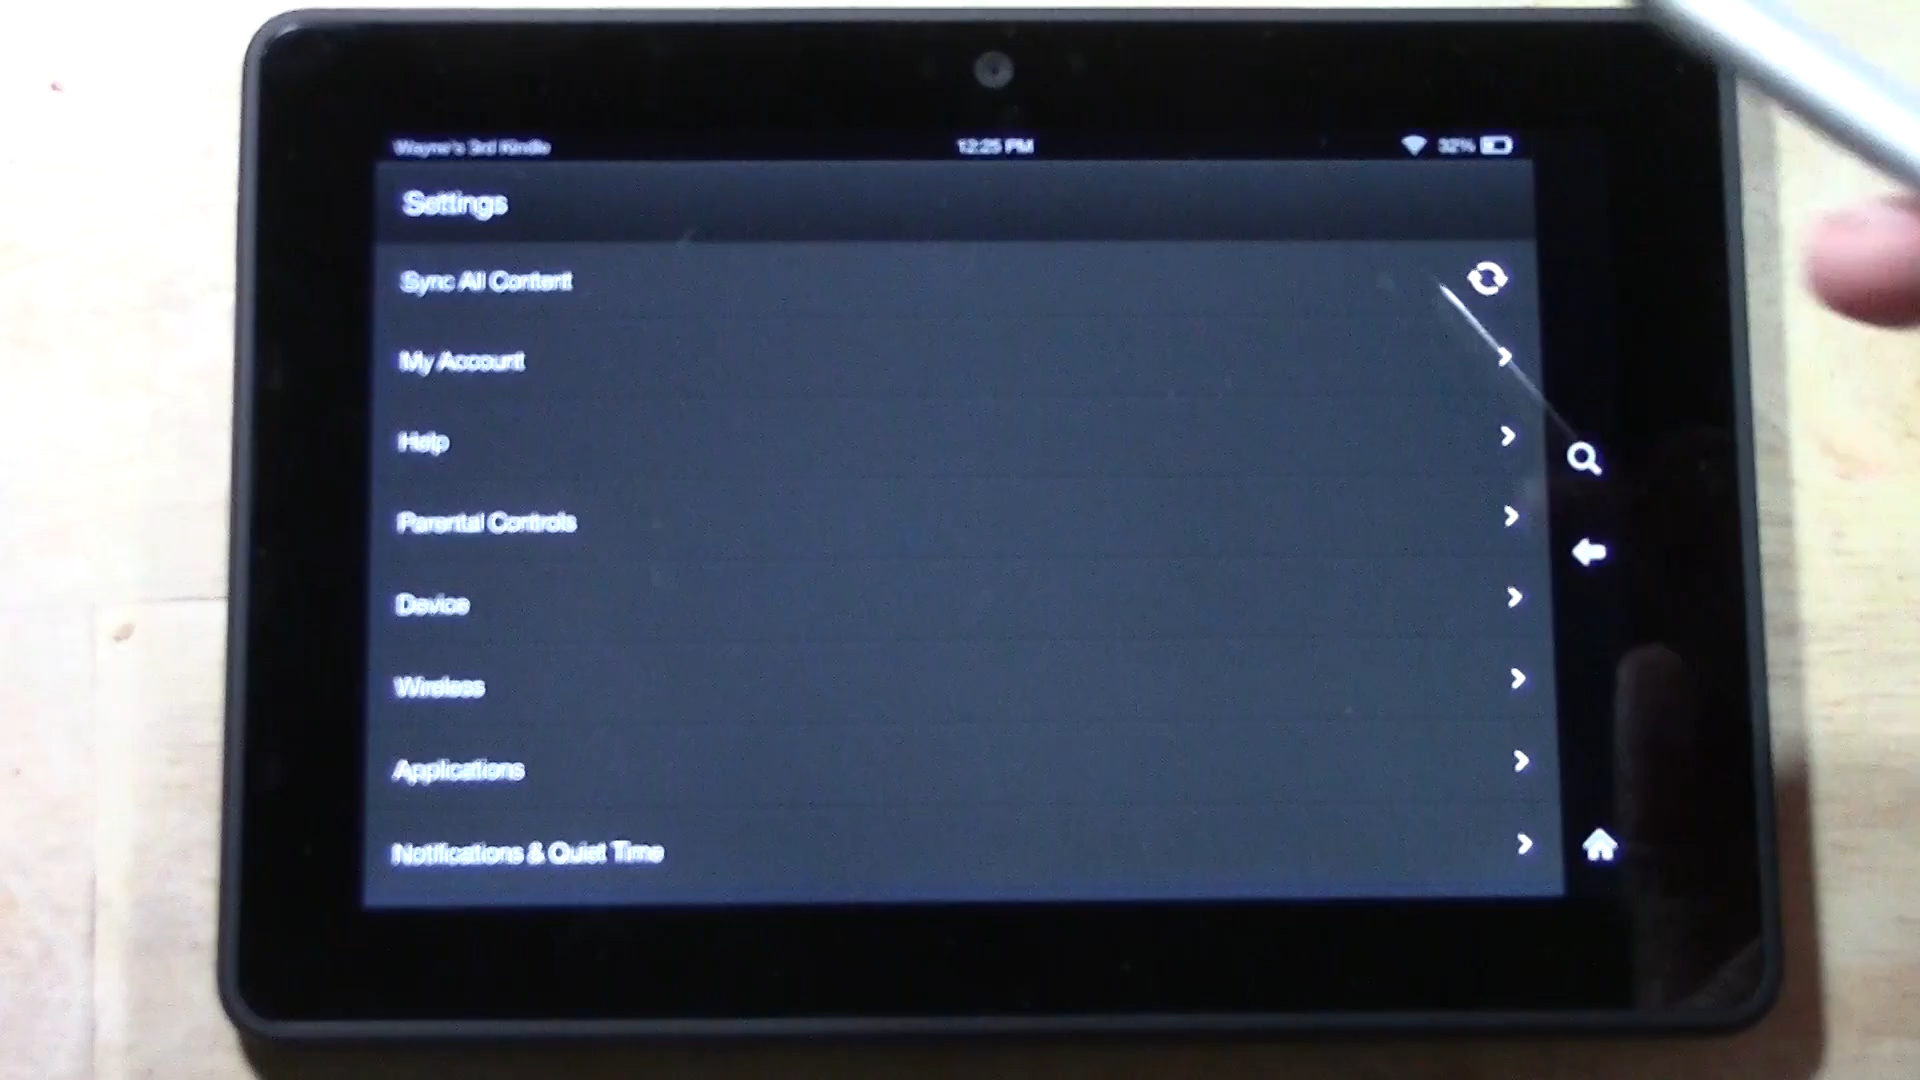 Wayne's 3rd Kindle 12:25 PM 32%
Settings
Sync All Content
My Account
Help
Parental Controls
Device
Wireless
Applications
Notifications & Quiet Time